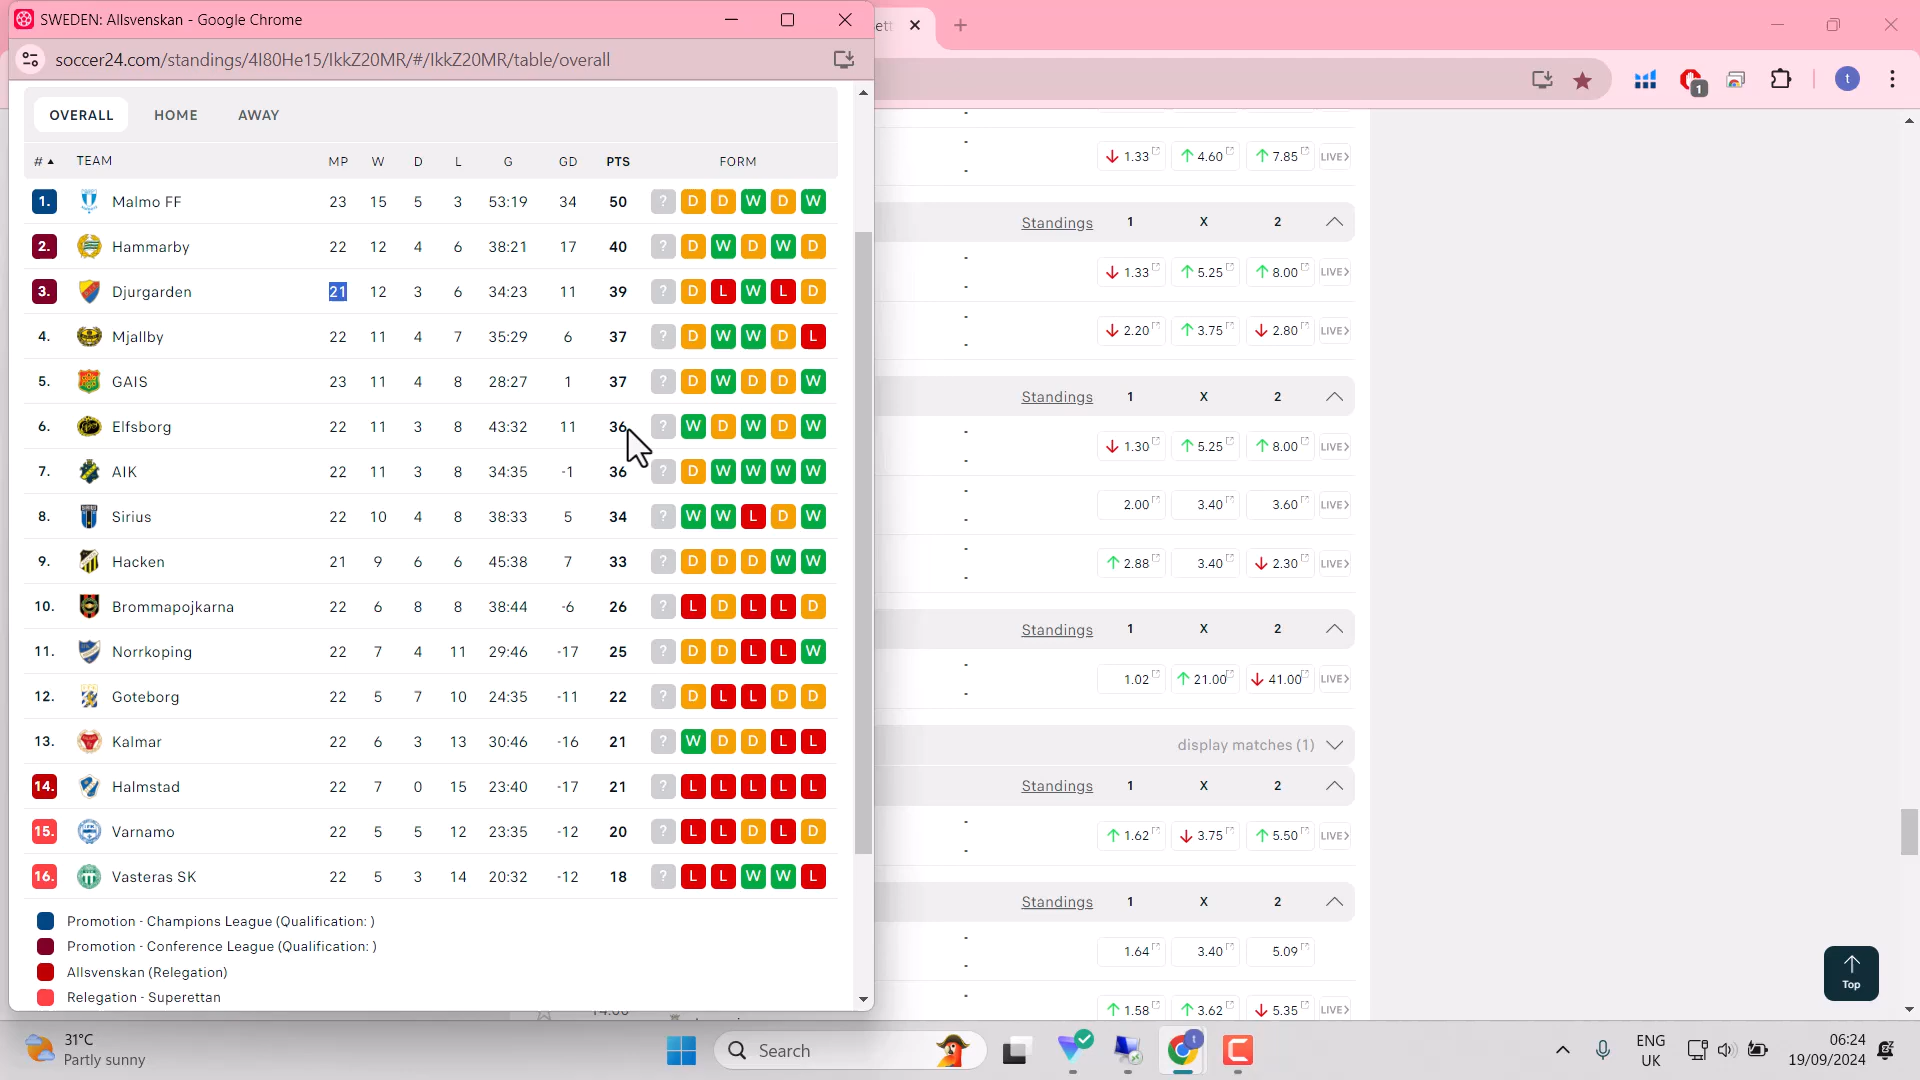 SWEDEN: Allsvenskan - Google Chrome
soccer24.com/standings/4I80He15/IkkZ20MR/#/IkkZ20MR/table/overall
OVERALL HOME AWAY
# TEAM MP W D L G GD PTS FORM
1. Malmo FF 23 15 5 3 53:19 34 50 ? D D W D W
2. Hammarby 22 12 4 6 38:21 17 40 ? D W D W D
3. Djurgarden 21 12 3 6 34:23 11 39 ? D L W L D
4. Mjallby 22 11 4 7 35:29 6 37 ? D W W D L
5. GAIS 23 11 4 8 28:27 1 37 ? D W D D W
6. Elfsborg 22 11 3 8 43:32 11 36 ? W D W D W
7. AIK 22 11 3 8 34:35 -1 36 ? D W W W W
8. Sirius 22 10 4 8 38:33 5 34 ? W W L D W
9. Hacken 21 9 6 6 45:38 7 33 ? D D D W W
10. Brommapojkarna 22 6 8 8 38:44 -6 26 ? L D L L D
11. Norrkoping 22 7 4 11 29:46 -17 25 ? D D L L W
12. Goteborg 22 5 7 10 24:35 -11 22 ? D L L D D
13. Kalmar 22 6 3 13 30:46 -16 21 ? W D D L L
14. Halmstad 22 7 0 15 23:40 -17 21 ? L L L L L
15. Varnamo 22 5 5 12 23:35 -12 20 ? L L D L D
16. Vasteras SK 22 5 3 14 20:32 -12 18 ? L L W W L
Promotion - Champions League (Qualification: )
Promotion - Conference League (Qualification: )
Allsvenskan (Relegation)
Relegation - Superettan
1
t
- 
- 1.33 4.60 7.85 LIVE>
-
Standings 1 X 2
- 1.33 5.25 8.00 LIVE>
-
- 2.20 3.75 2.80 LIVE>
-
Standings 1 X 2
- 1.30 5.25 8.00 LIVE>
-
- 2.00 3.40 3.60 LIVE>
-
- 2.88 3.40 2.30 LIVE>
-
Standings 1 X 2
- 1.02 21.00 41.00 LIVE>
-
display matches (1)
Standings 1 X 2
- 1.62 3.75 5.50 LIVE>
-
Standings 1 X 2
- 1.64 3.40 5.09
-
- 1.58 3.62 5.35 LIVE>
Top
31°C
Partly sunny
Search
t
ENG
UK
06:24
19/09/2024